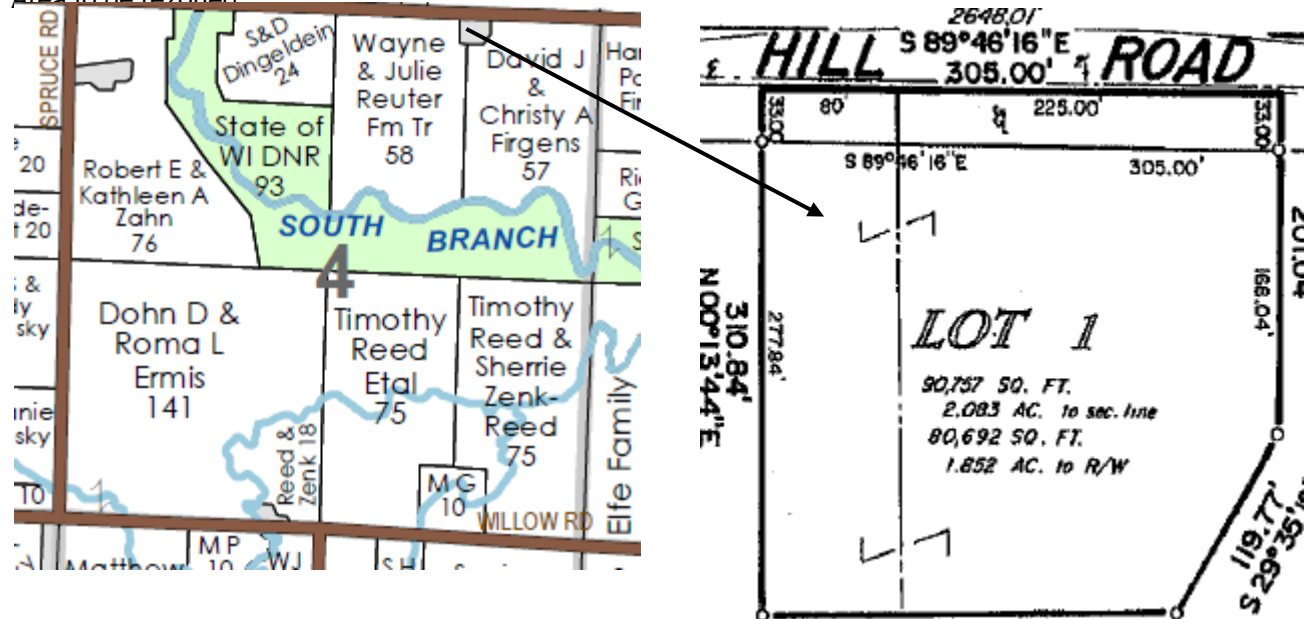 SPRUCE RD
S&D
Dingeldein
24
Wayne
& Julie
Reuter
Fm Tr
58
David J
&
Christy A
Firgens
57
State of
WI DNR
93
20
Robert E &
Kathleen A
Zahn
76
SOUTH BRANCH
4
Dohn D &
Roma L
Ermis
141
Timothy
Reed
Etal
75
Timothy
Reed &
Sherrie
Zenk-
Reed
75
Reed &
Zenk 18
M G
10
WILLOW RD
Elfe Family
M P
10
WJ
S H
2648.01'
HILL ROAD
S 89°46'16"E
305.00'
33.00'
80'
225.00'
33.00'
S 89°46'16"E
305.00'
201.04'
168.04'
N 00°13'44"E
310.84'
277.84'
LOT 1
90,757 SQ. FT.
2.083 AC. to sec. line
80,692 SQ. FT.
1.852 AC. to R/W
119.77'
S 29°35'